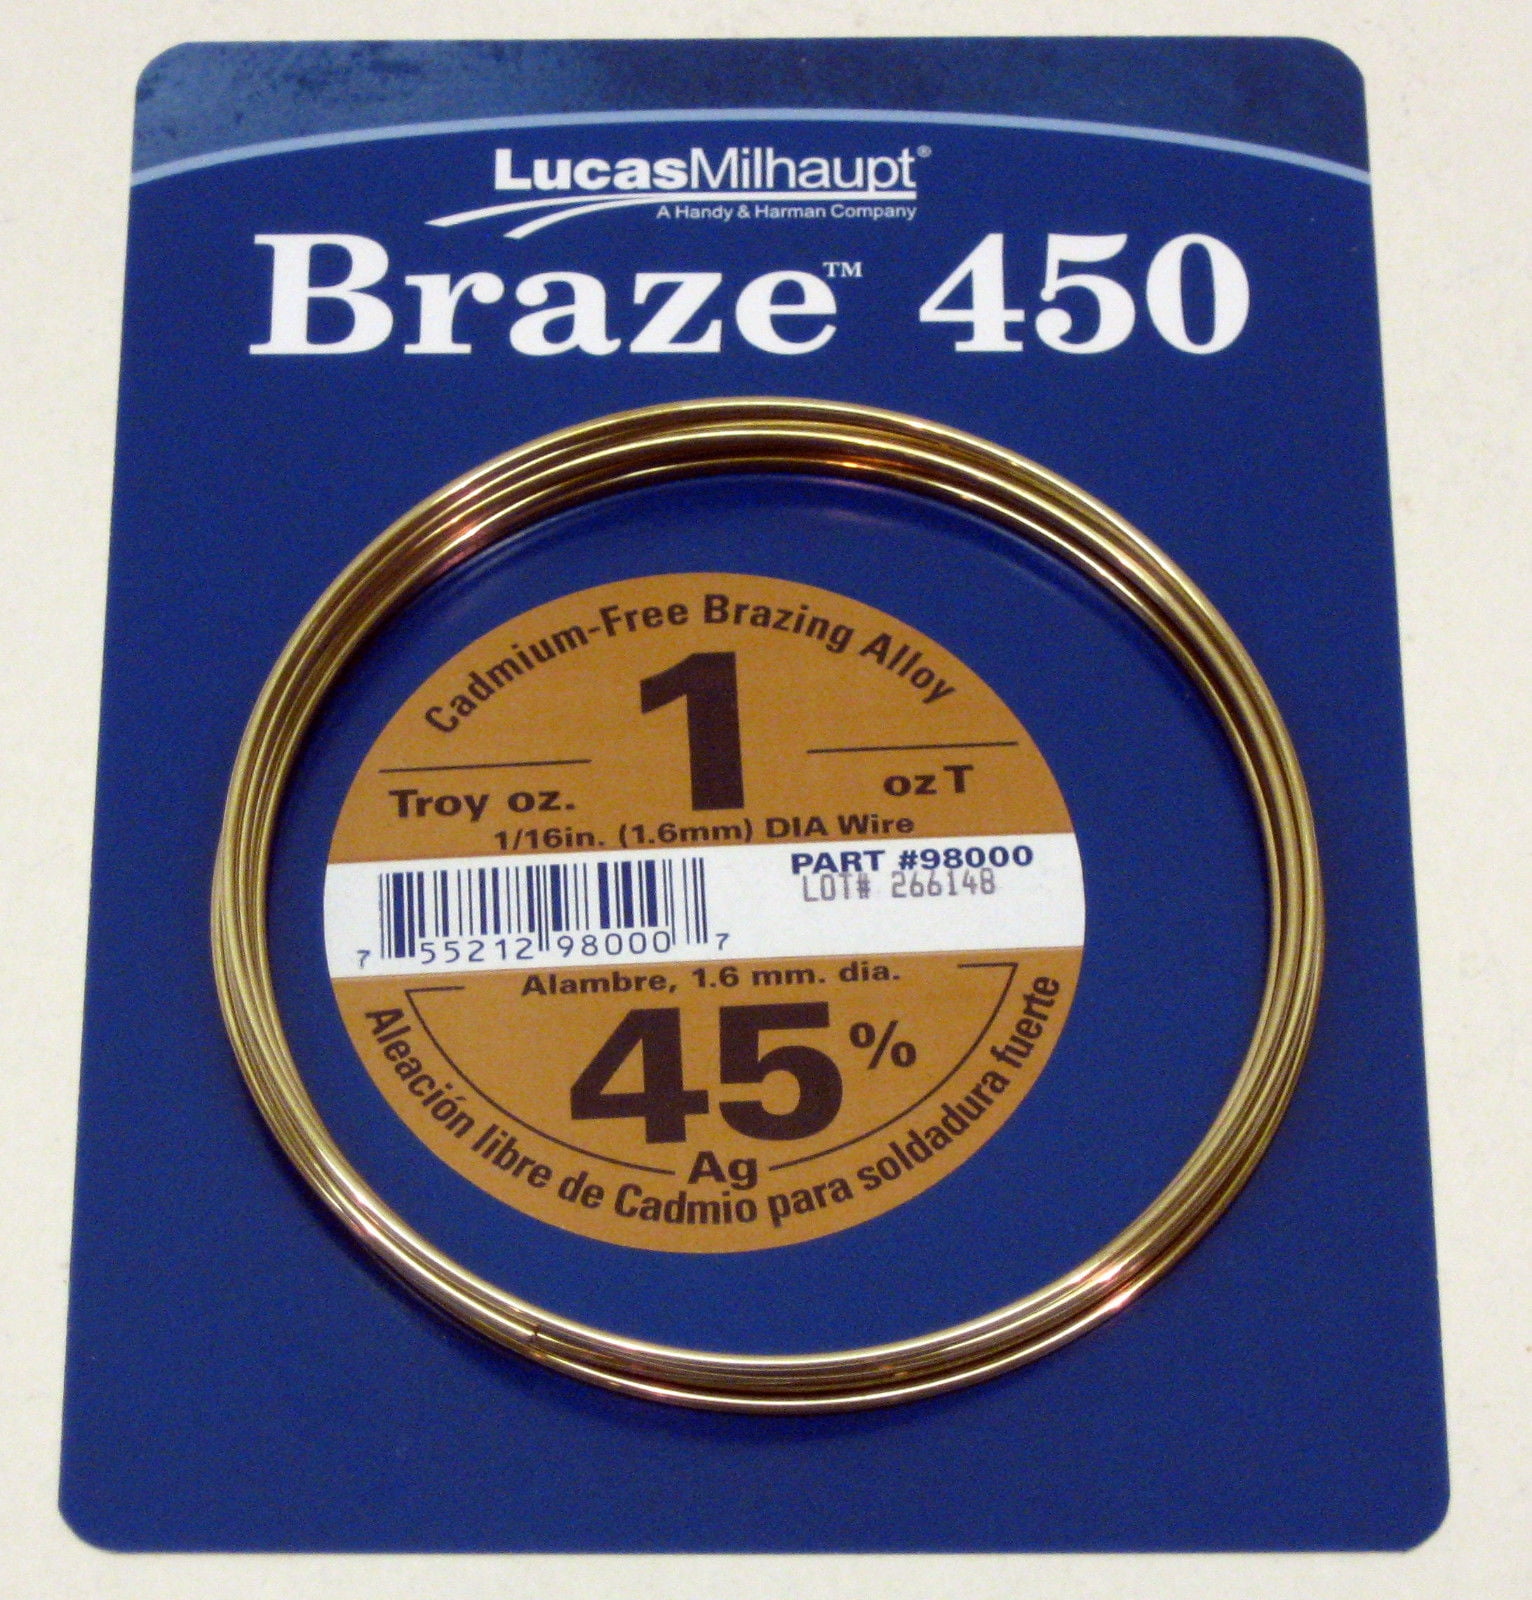 LucasMilhaupt®
A Handy & Harman Company
Braze™ 450
Cadmium-Free Brazing Alloy
1
Troy oz.
oz T
1/16in. (1.6mm) DIA Wire
PART #98000
LOT# 266148
7 55212 98000 7
Alambre, 1.6 mm. dia.
45%
Ag
Aleación libre de Cadmio para soldadura fuerte